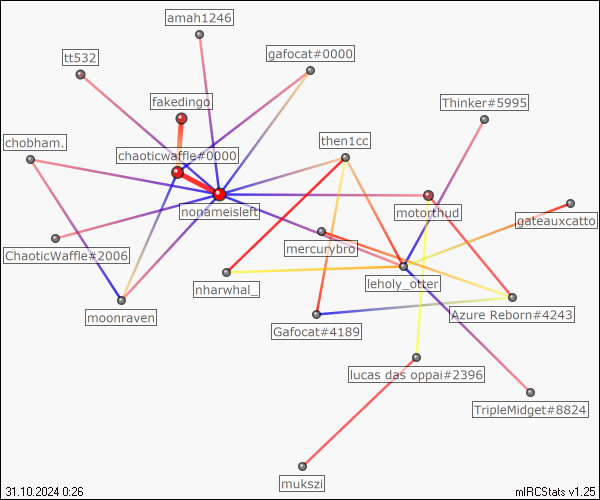 amah1246
tt532
gafocat#0000
fakedingo
Thinker#5995
chobham.
then1cc
chaoticwaffle#0000
nonameisleft
motorthud
gateauxcatto
ChaoticWaffle#2006
mercurybro
nharwhal_
leholy_otter
moonraven
Gafocat#4189
Azure Reborn#4243
lucas das oppai#2396
TripleMidget#8824
mukszi
31.10.2024 0:26
mIRCStats v1.25